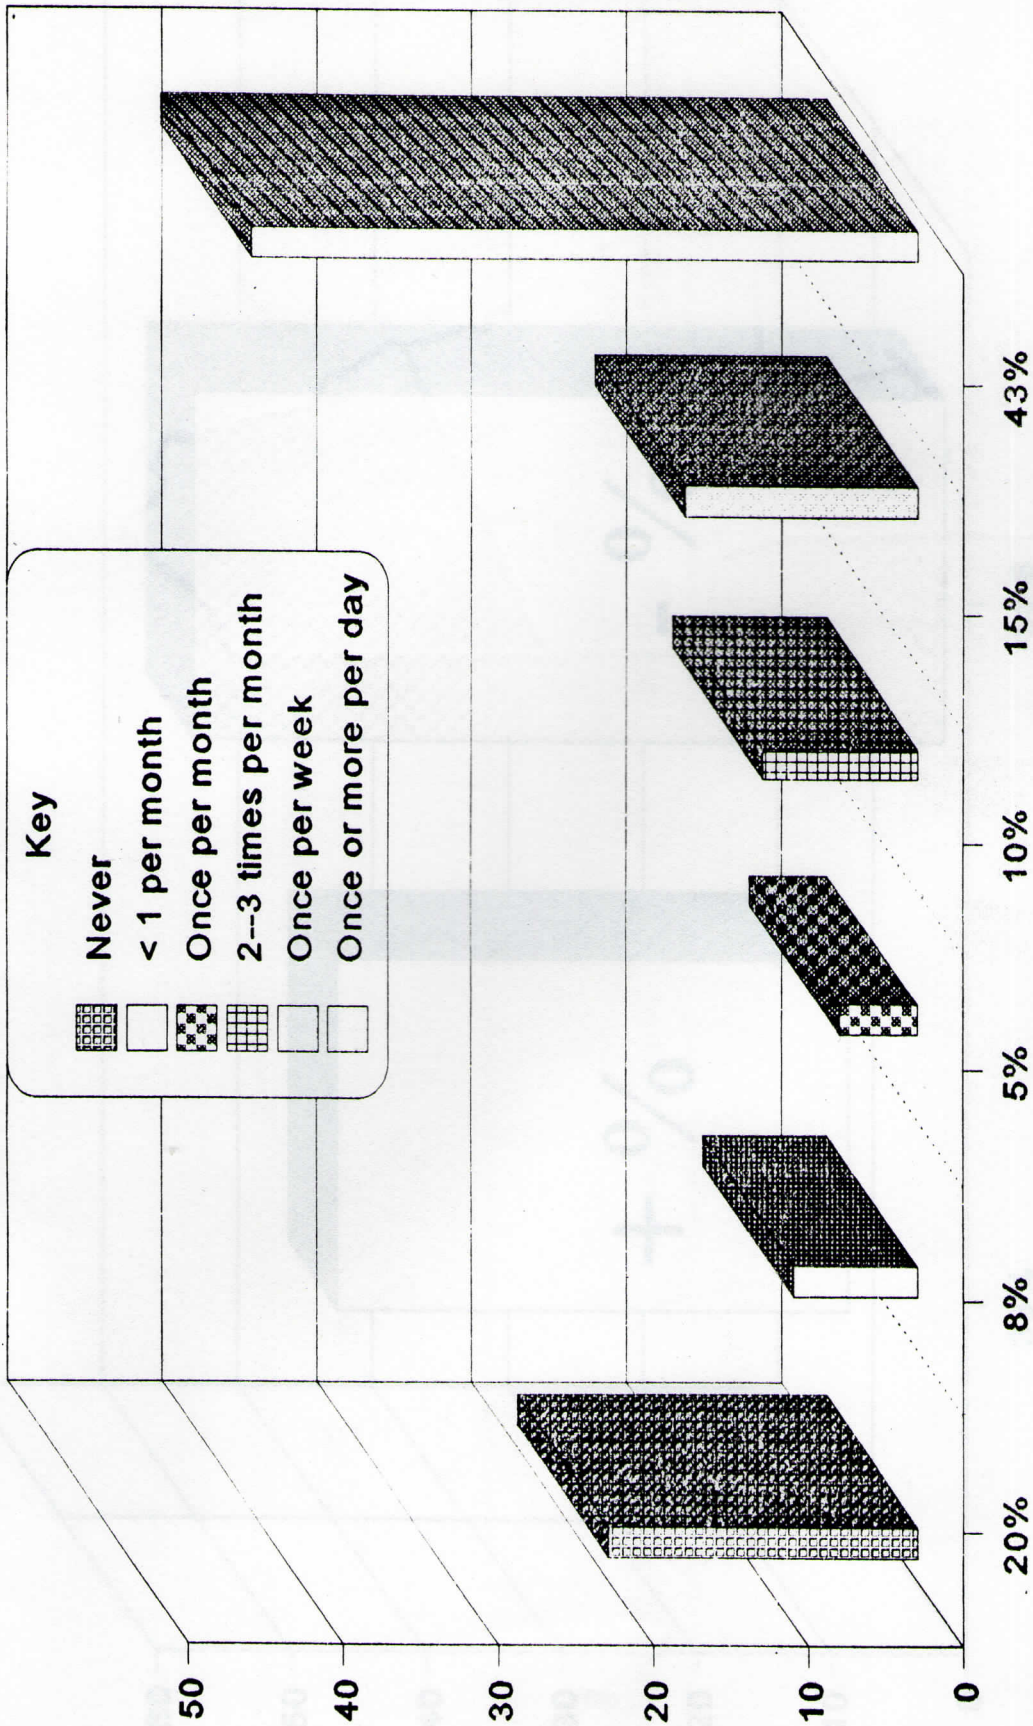 Key
Never
< 1 per month
Once per month
2--3 times per month
Once per week
Once or more per day
50
40
30
20
10
0
20%
8%
5%
10%
15%
43%